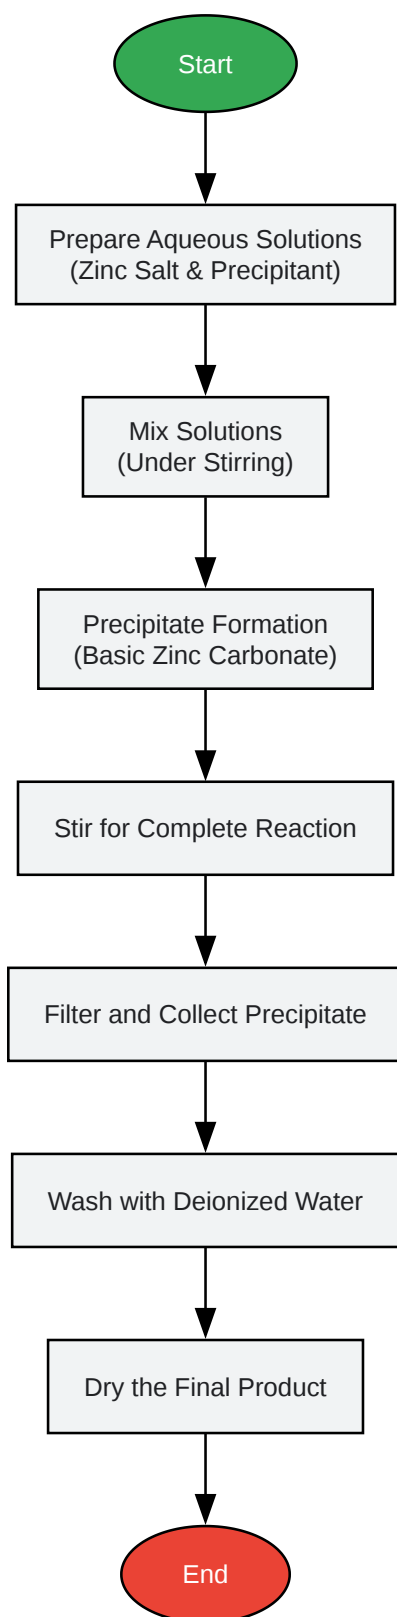 Start
Prepare Aqueous Solutions
(Zinc Salt & Precipitant)
Mix Solutions
(Under Stirring)
Precipitate Formation
(Basic Zinc Carbonate)
Stir for Complete Reaction
Filter and Collect Precipitate
Wash with Deionized Water
Dry the Final Product
End